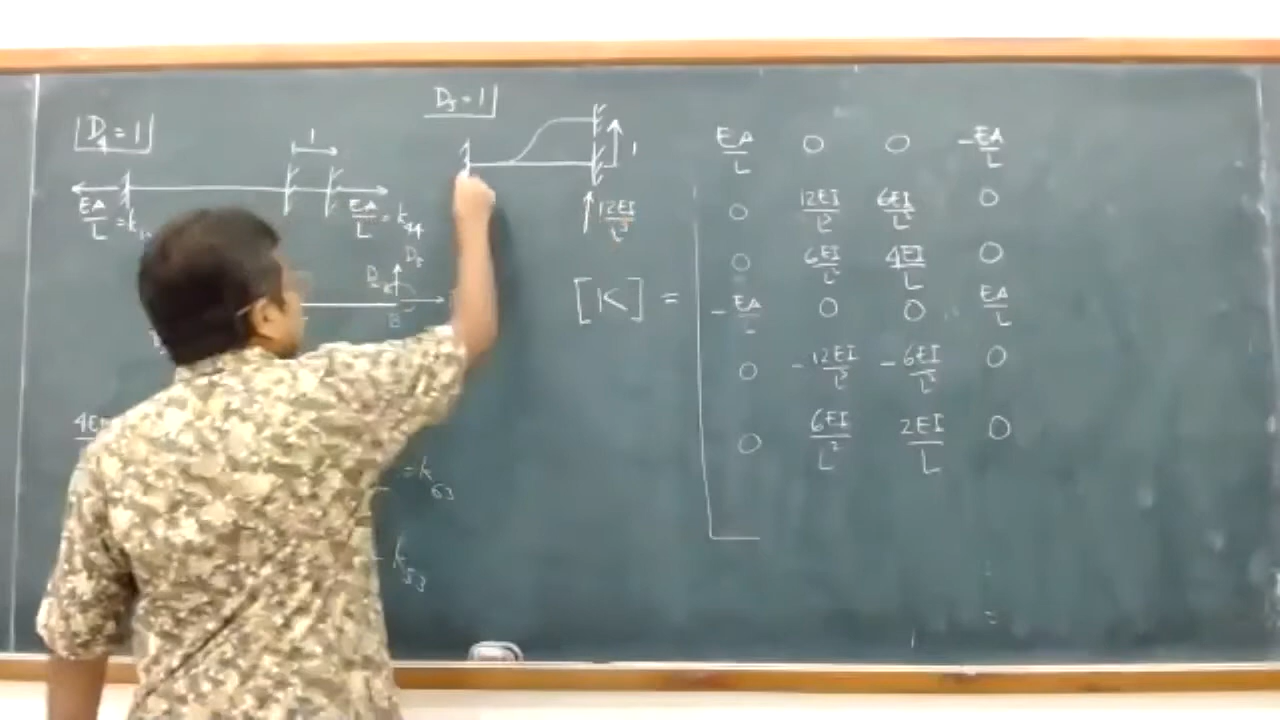 D₄ = 1
1
EA/L = k
EA/L = k₄₄
D₅ = 1
1
12EI/L³
D₅
D₆
B
4EI
= k₆₃
k₅₃
[K] =
EA/L 0 0 -EA/L
0 12EI/L³ 6EI/L² 0
0 6EI/L² 4EI/L 0
-EA/L 0 0 EA/L
0 -12EI/L³ -6EI/L² 0
0 6EI/L² 2EI/L 0